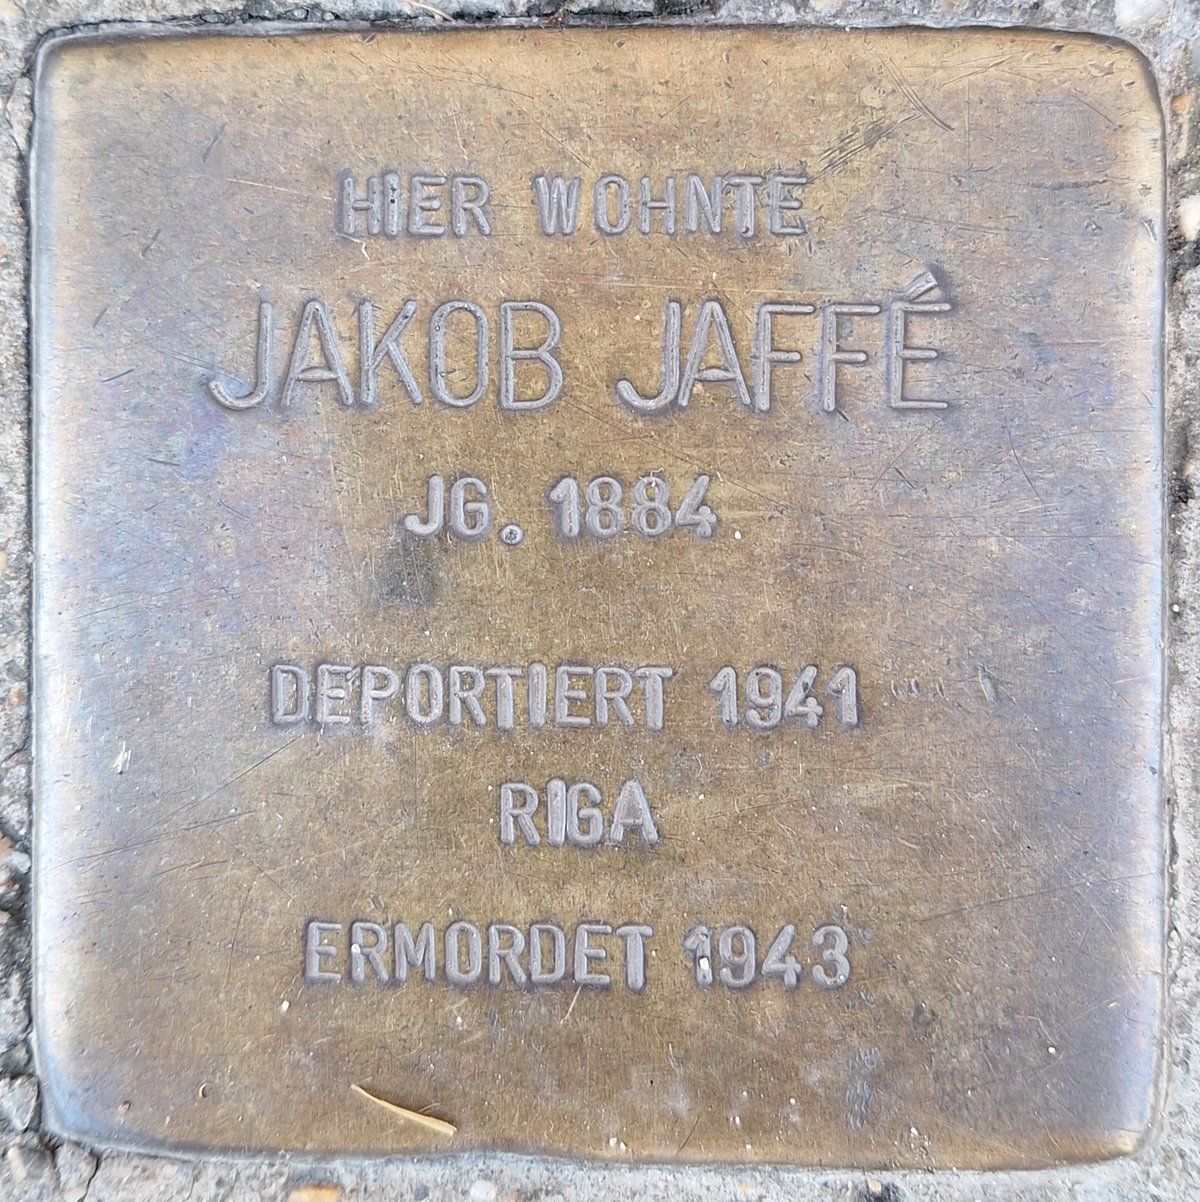 HIER WOHNTE
JAKOB JAFFÉ
JG. 1884
DEPORTIERT 1941
RIGA
ERMORDET 1943